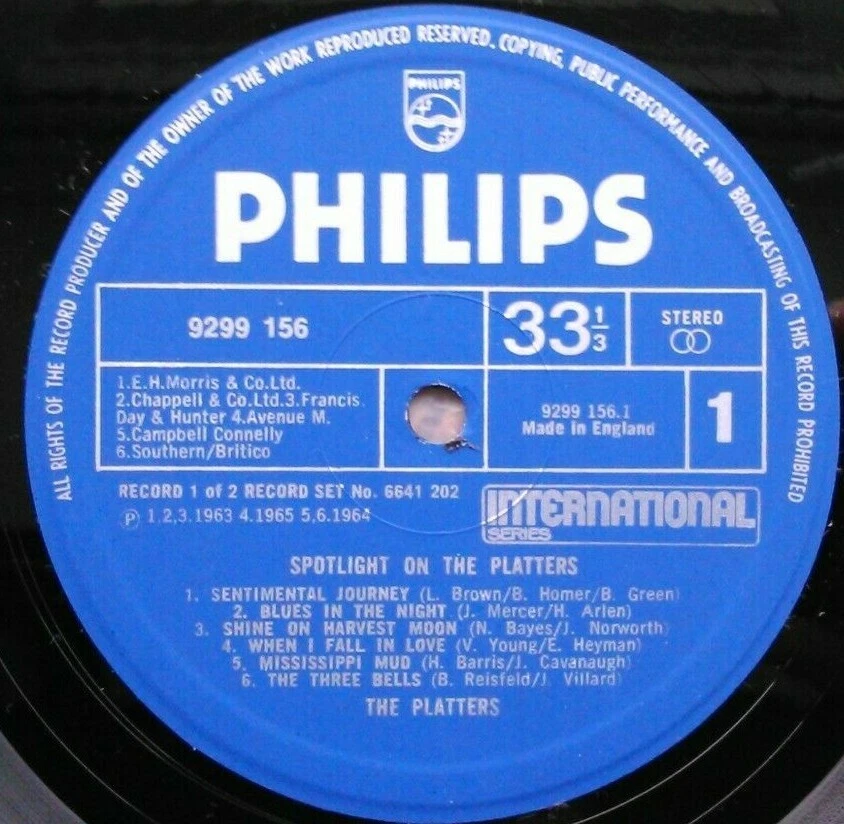 ALL RIGHTS OF THE RECORD PRODUCER AND OF THE OWNER OF THE WORK REPRODUCED RESERVED. COPYING, PUBLIC PERFORMANCE AND BROADCASTING OF THIS RECORD PROHIBITED
PHILIPS
PHILIPS
9299 156
33 1/3
STEREO
1.E.H.Morris & Co.Ltd.
2.Chappell & Co.Ltd.3.Francis.
Day & Hunter 4.Avenue M.
5.Campbell Connelly
6.Southern/Britico
9299 156.1
Made in England
1
RECORD 1 of 2 RECORD SET No. 6641 202
Ⓟ 1,2,3.1963 4.1965 5,6.1964
INTERNATIONAL
SERIES
SPOTLIGHT ON THE PLATTERS
1. SENTIMENTAL JOURNEY (L. Brown/B. Homer/B. Green)
2. BLUES IN THE NIGHT (J. Mercer/H. Arlen)
3. SHINE ON HARVEST MOON (N. Bayes/J. Norworth)
4. WHEN I FALL IN LOVE (V. Young/E. Heyman)
5. MISSISSIPPI MUD (H. Barris/J. Cavanaugh)
6. THE THREE BELLS (B. Reisfeld/J. Villard)
THE PLATTERS